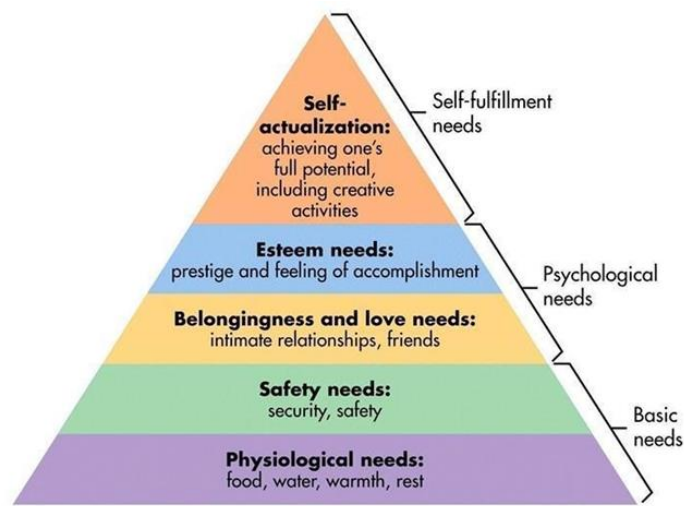 Self-
actualization:
achieving one's
full potential,
including creative
activities
Self-fulfillment
needs
Esteem needs:
prestige and feeling of accomplishment
Psychological
needs
Belongingness and love needs:
intimate relationships, friends
Safety needs:
security, safety
Basic
needs
Physiological needs:
food, water, warmth, rest